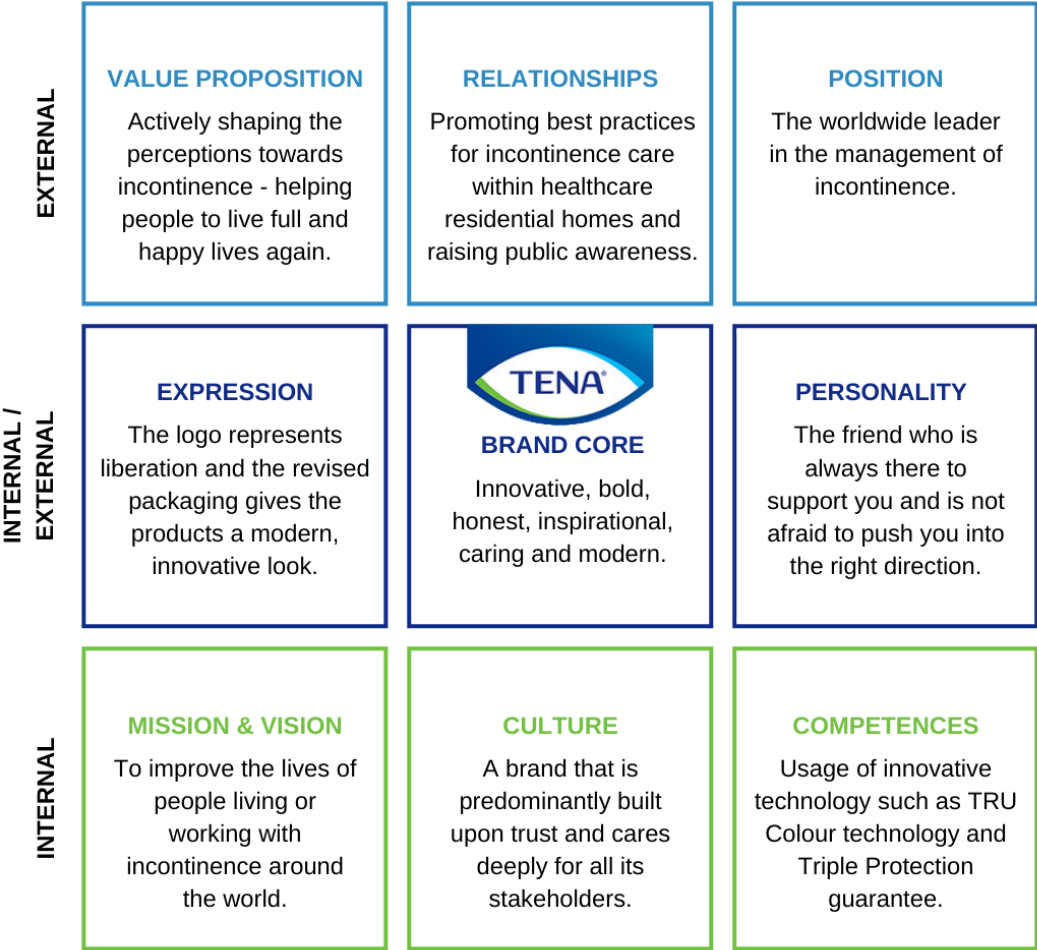 EXTERNAL
VALUE PROPOSITION
Actively shaping the
perceptions towards
incontinence - helping
people to live full and
happy lives again.
RELATIONSHIPS
Promoting best practices
for incontinence care
within healthcare
residential homes and
raising public awareness.
POSITION
The worldwide leader
in the management of
incontinence.
INTERNAL /
EXTERNAL
EXPRESSION
The logo represents
liberation and the revised
packaging gives the
products a modern,
innovative look.
TENA®
BRAND CORE
Innovative, bold,
honest, inspirational,
caring and modern.
PERSONALITY
The friend who is
always there to
support you and is not
afraid to push you into
the right direction.
INTERNAL
MISSION & VISION
To improve the lives of
people living or
working with
incontinence around
the world.
CULTURE
A brand that is
predominantly built
upon trust and cares
deeply for all its
stakeholders.
COMPETENCES
Usage of innovative
technology such as TRU
Colour technology and
Triple Protection
guarantee.